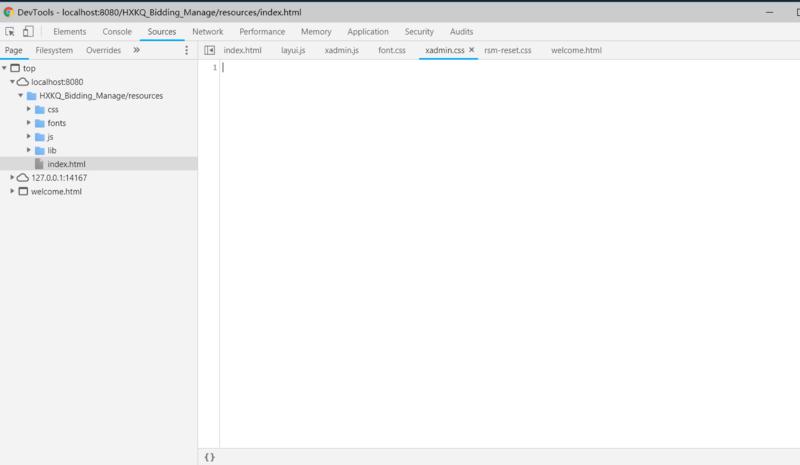 DevTools - localhost:8080/HXKQ_Bidding_Manage/resources/index.html
Elements Console Sources Network Performance Memory Application Security Audits
Page Filesystem Overrides »
index.html layui.js xadmin.js font.css xadmin.css × rsm-reset.css welcome.html
top
localhost:8080
HXKQ_Bidding_Manage/resources
css
fonts
js
lib
index.html
127.0.0.1:14167
welcome.html
1
{}